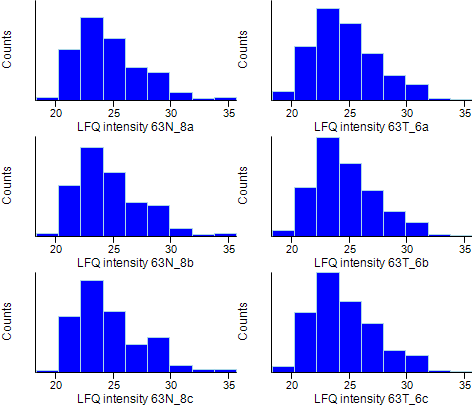 Counts
Counts
20 25 30 35
20 25 30 35
LFQ intensity 63N_8a
LFQ intensity 63T_6a
Counts
Counts
20 25 30 35
20 25 30 35
LFQ intensity 63N_8b
LFQ intensity 63T_6b
Counts
Counts
20 25 30 35
20 25 30 35
LFQ intensity 63N_8c
LFQ intensity 63T_6c